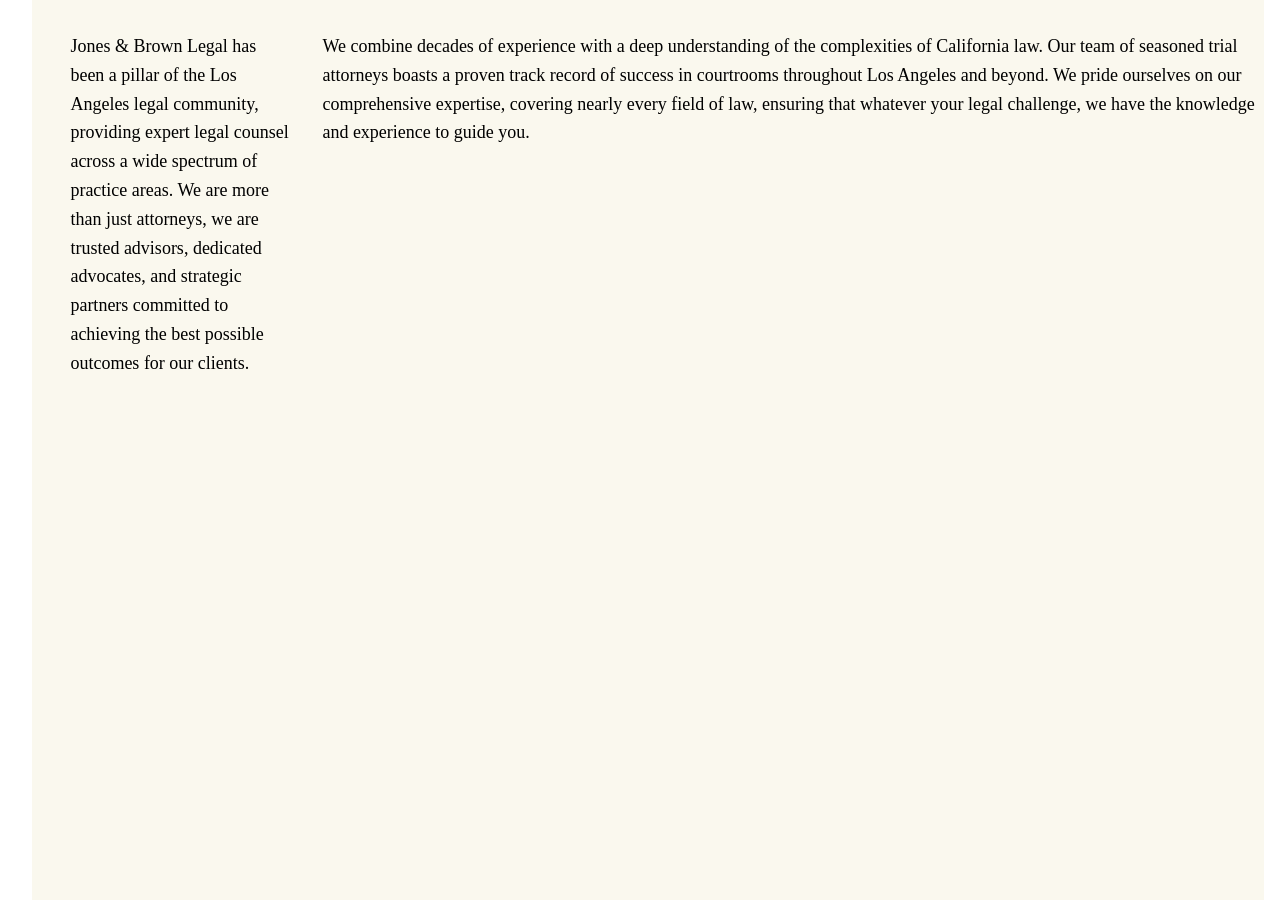 Jones & Brown Legal has
been a pillar of the Los
Angeles legal community,
providing expert legal counsel
across a wide spectrum of
practice areas. We are more
than just attorneys, we are
trusted advisors, dedicated
advocates, and strategic
partners committed to
achieving the best possible
outcomes for our clients.
We combine decades of experience with a deep understanding of the complexities of California law. Our team of seasoned trial
attorneys boasts a proven track record of success in courtrooms throughout Los Angeles and beyond. We pride ourselves on our
comprehensive expertise, covering nearly every field of law, ensuring that whatever your legal challenge, we have the knowledge
and experience to guide you.